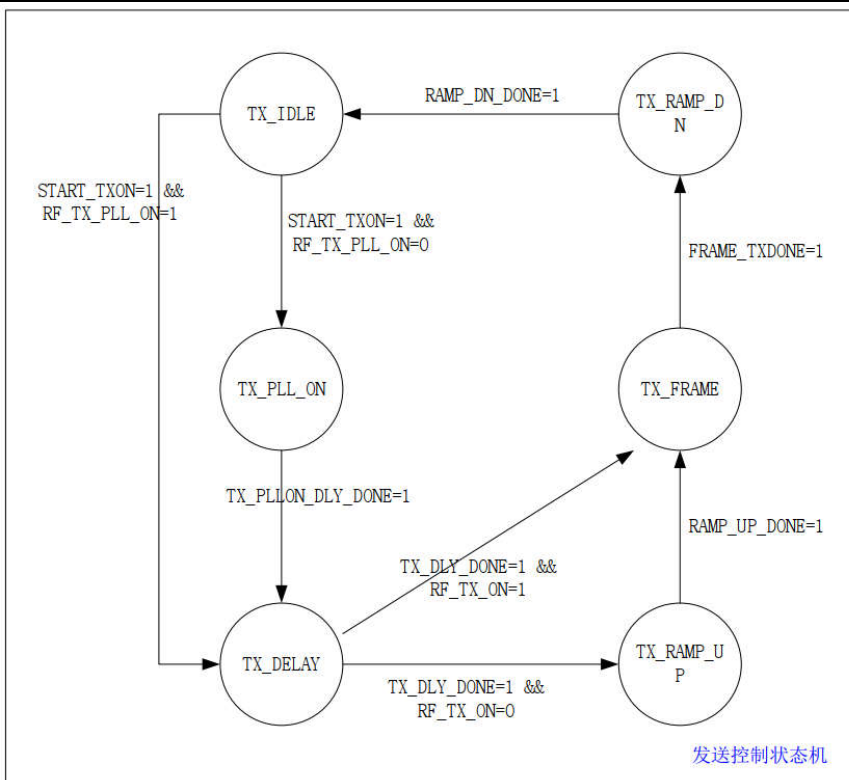 TX_IDLE
RAMP_DN_DONE=1
TX_RAMP_D
N
START_TXON=1 &&
RF_TX_PLL_ON=1
START_TXON=1 &&
RF_TX_PLL_ON=0
FRAME_TXDONE=1
TX_PLL_ON
TX_FRAME
TX_PLLON_DLY_DONE=1
RAMP_UP_DONE=1
TX_DLY_DONE=1 &&
RF_TX_ON=1
TX_DELAY
TX_RAMP_U
P
TX_DLY_DONE=1 &&
RF_TX_ON=0
发送控制状态机